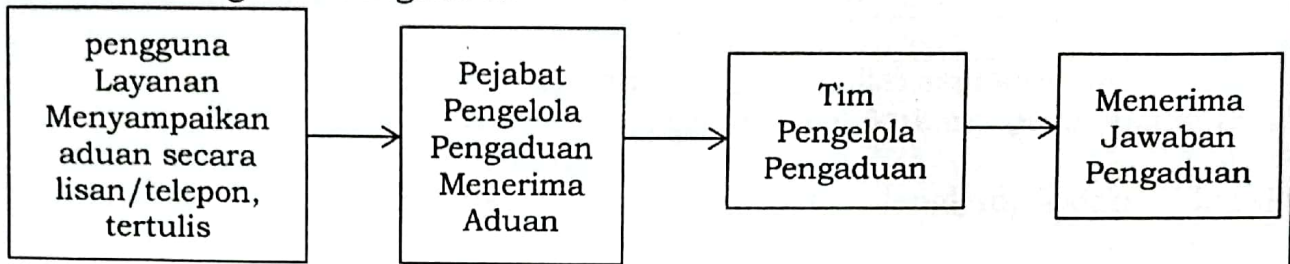 pengguna
Layanan
Menyampaikan
aduan secara
lisan/telepon,
tertulis
Pejabat
Pengelola
Pengaduan
Menerima
Aduan
Tim
Pengelola
Pengaduan
Menerima
Jawaban
Pengaduan